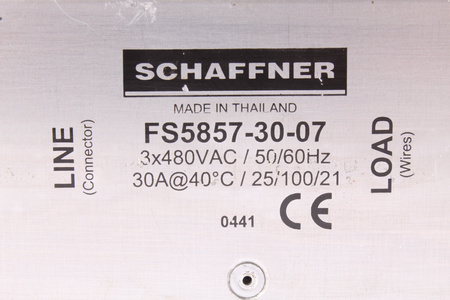 SCHAFFNER
MADE IN THAILAND
FS5857-30-07
3x480VAC / 50/60Hz
30A@40°C / 25/100/21
0441 CE
LINE
(Connector)
LOAD
(Wires)